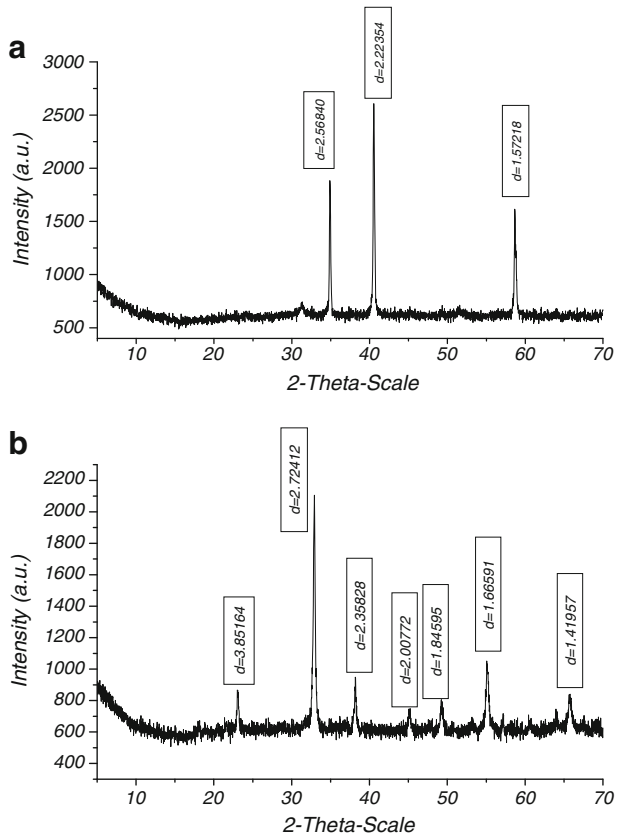 a
d=2.56840
d=2.22354
d=1.57218
3000
2500
2000
1500
1000
500
Intensity (a.u.)
10 20 30 40 50 60 70
2-Theta-Scale
b
d=3.85164
d=2.72412
d=2.35828
d=2.00772
d=1.84595
d=1.66591
d=1.41957
2200
2000
1800
1600
1400
1200
1000
800
600
400
Intensity (a.u.)
10 20 30 40 50 60 70
2-Theta-Scale